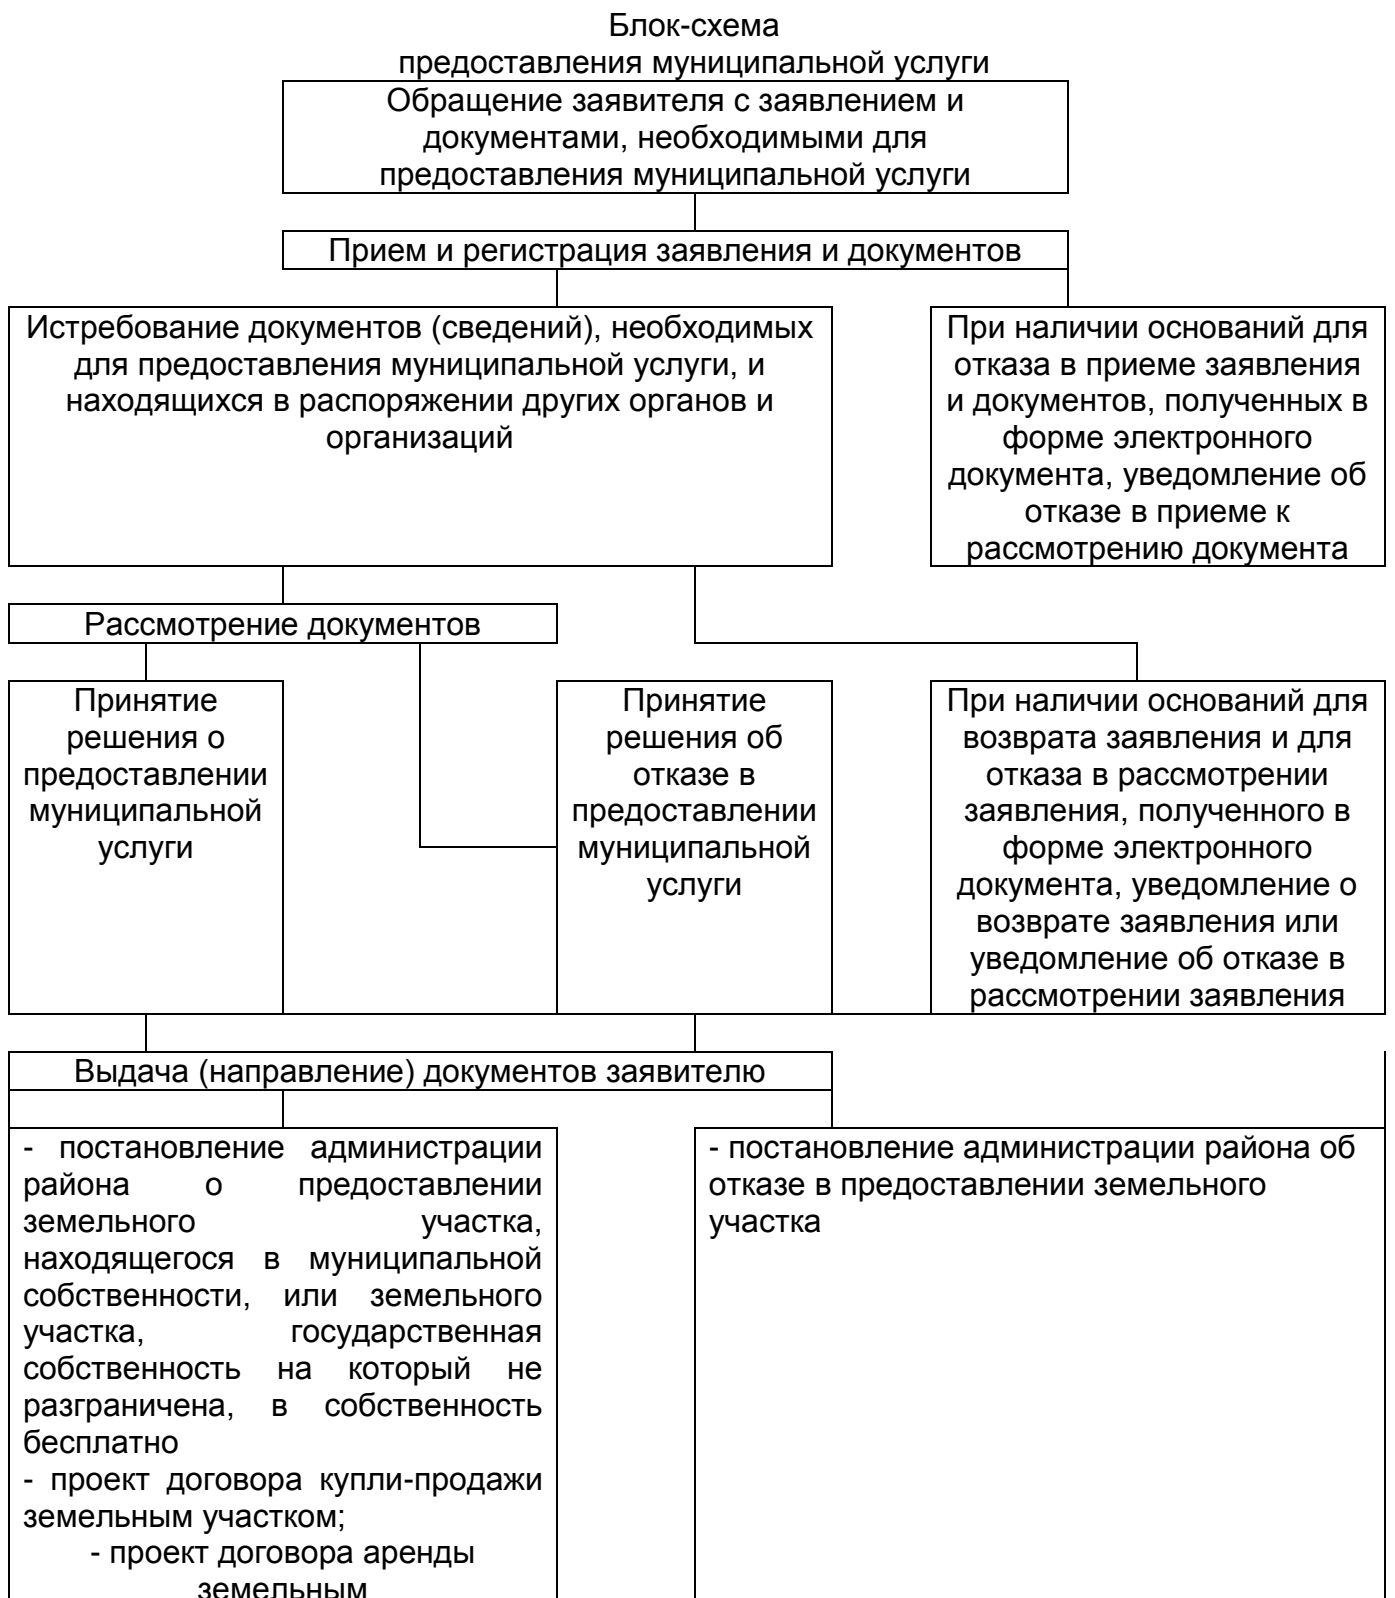 Блок-схема
предоставления муниципальной услуги
Обращение заявителя с заявлением и
документами, необходимыми для
предоставления муниципальной услуги
Прием и регистрация заявления и документов
Истребование документов (сведений), необходимых
для предоставления муниципальной услуги, и
находящихся в распоряжении других органов и
организаций
При наличии оснований для
отказа в приеме заявления
и документов, полученных в
форме электронного
документа, уведомление об
отказе в приеме к
рассмотрению документа
Рассмотрение документов
Принятие
решения о
предоставлении
муниципальной
услуги
Принятие
решения об
отказе в
предоставлении
муниципальной
услуги
При наличии оснований для
возврата заявления и для
отказа в рассмотрении
заявления, полученного в
форме электронного
документа, уведомление о
возврате заявления или
уведомление об отказе в
рассмотрении заявления
Выдача (направление) документов заявителю
- постановление администрации
района о предоставлении
земельного участка,
находящегося в муниципальной
собственности, или земельного
участка, государственная
собственность на который не
разграничена, в собственность
бесплатно
- проект договора купли-продажи
земельным участком;
- проект договора аренды
земельным
- постановление администрации района об
отказе в предоставлении земельного
участка